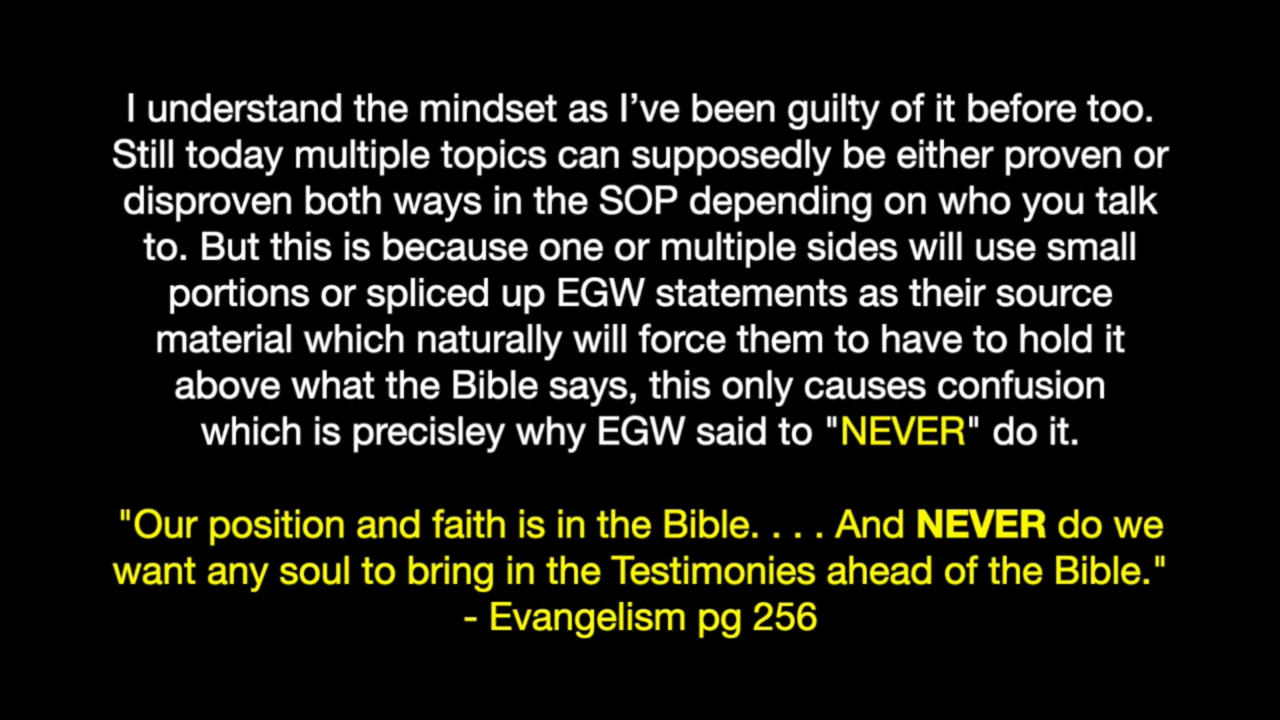 I understand the mindset as I’ve been guilty of it before too.
Still today multiple topics can supposedly be either proven or
disproven both ways in the SOP depending on who you talk
to. But this is because one or multiple sides will use small
portions or spliced up EGW statements as their source
material which naturally will force them to have to hold it
above what the Bible says, this only causes confusion
which is precisley why EGW said to "NEVER" do it.
"Our position and faith is in the Bible. . . . And NEVER do we
want any soul to bring in the Testimonies ahead of the Bible."
- Evangelism pg 256